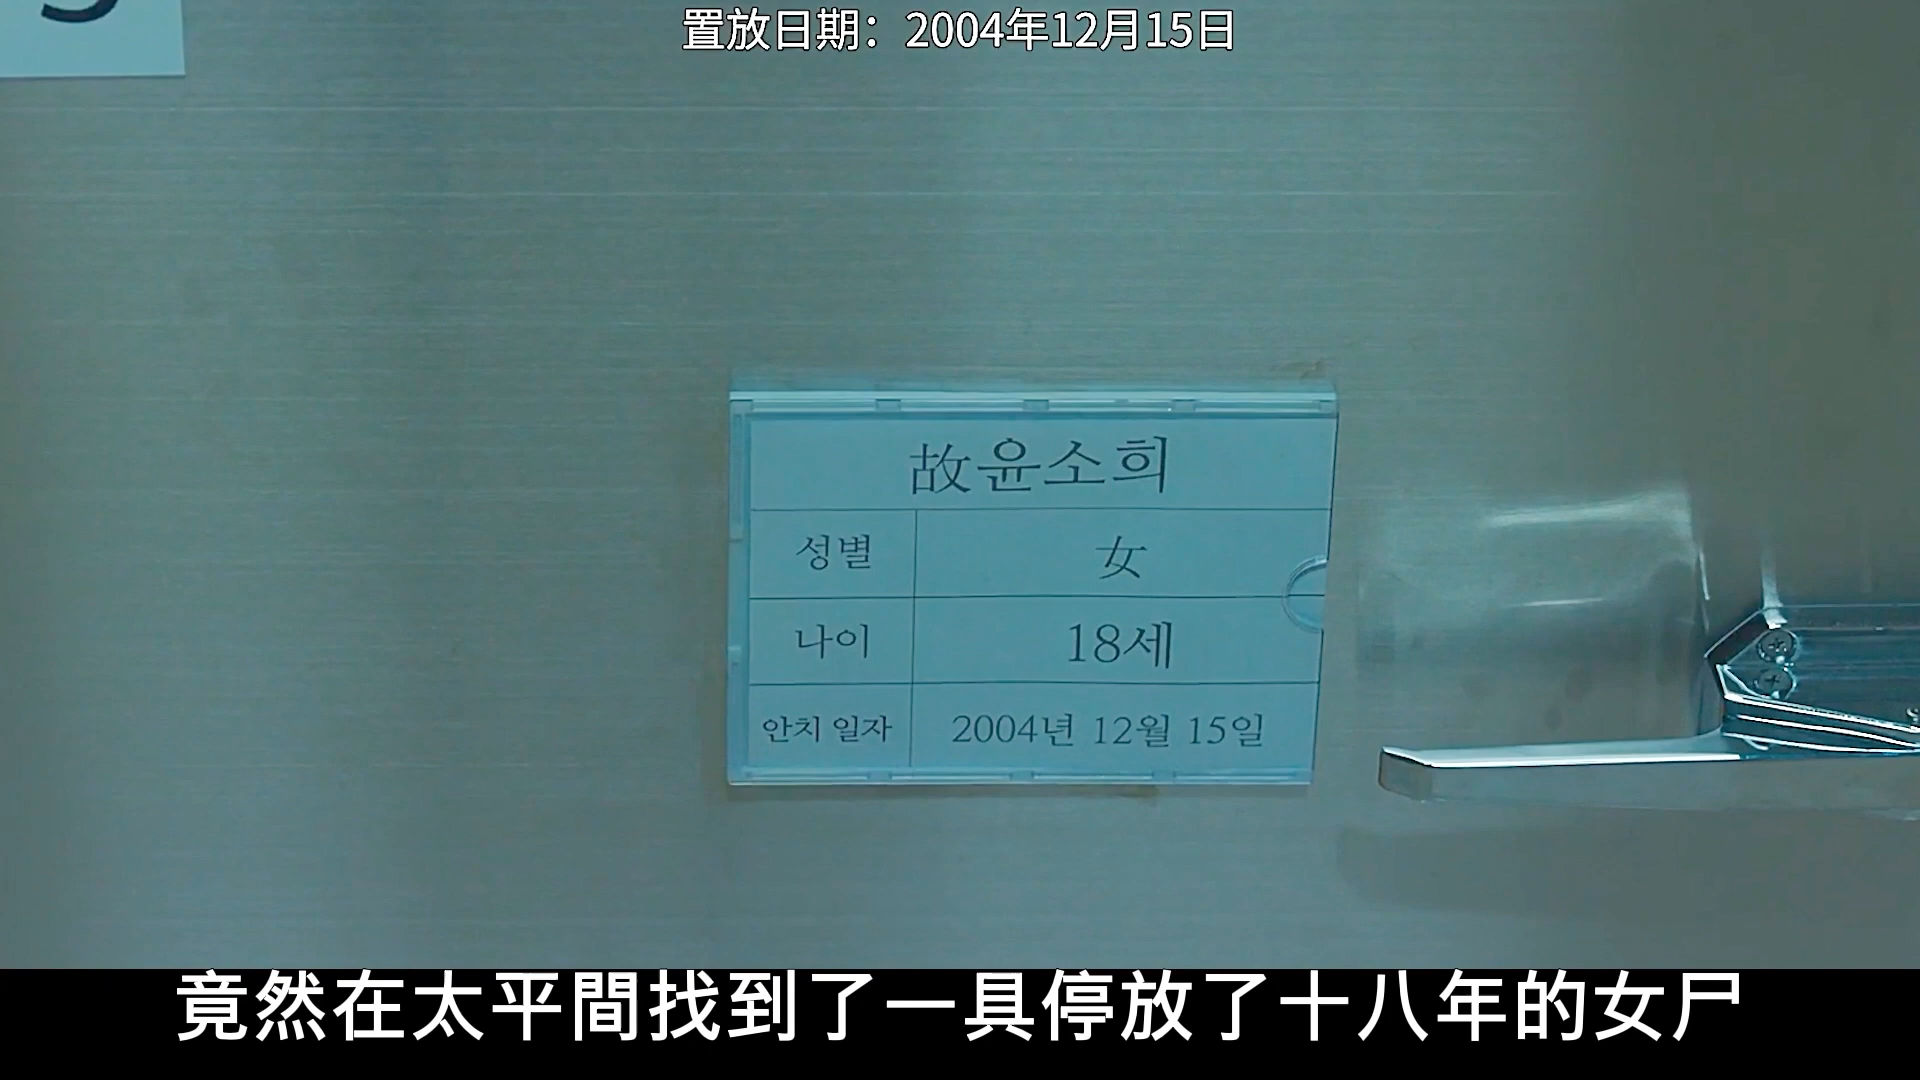 置放日期：2004年12月15日
故윤소희
성별 女
나이 18세
안치 일자 2004년 12월 15일
竟然在太平間找到了一具停放了十八年的女尸